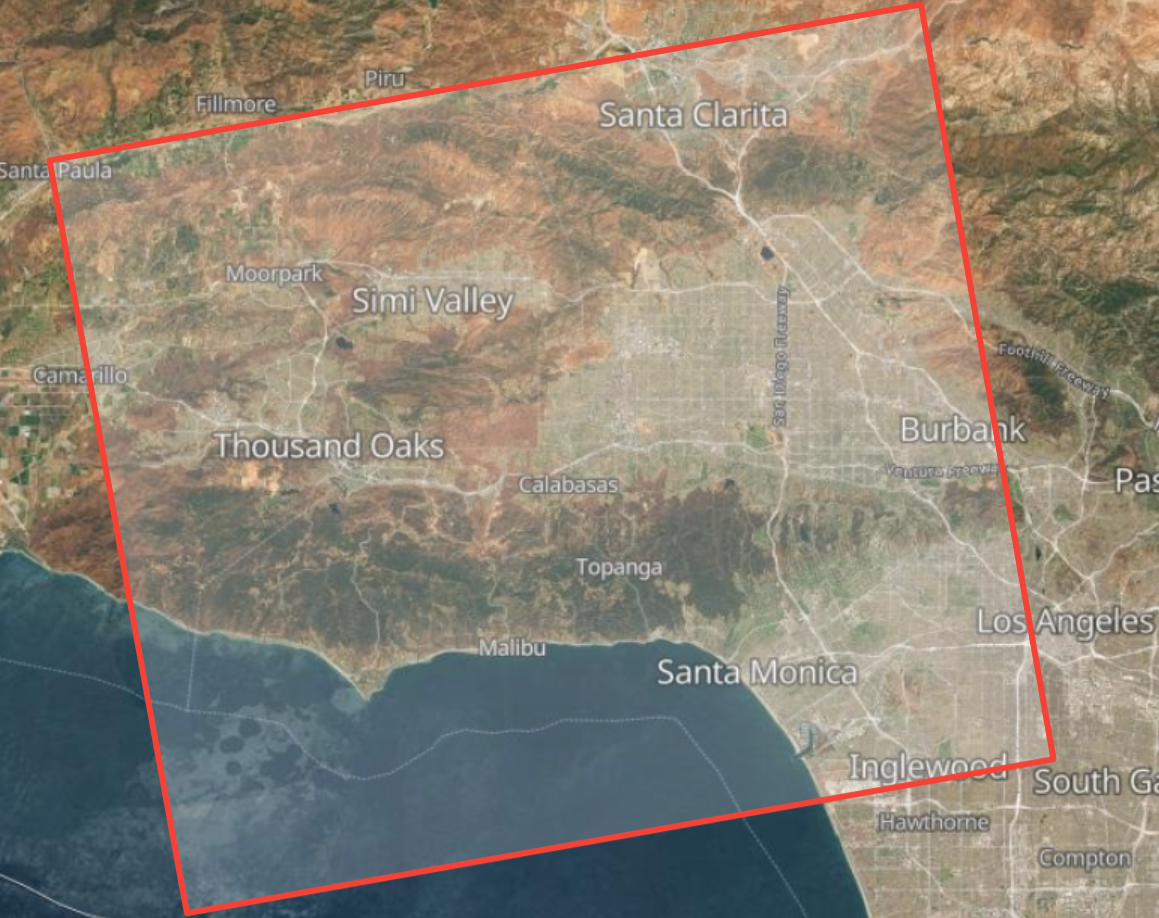 Piru
Fillmore
Santa Clarita
Santa Paula
Moorpark
Simi Valley
San Diego Freeway
Foothill Freeway
Camarillo
Burbank
Thousand Oaks
Ventura Freewa
Calabasas
Pas
Topanga
Los Angeles
Malibu
Santa Monica
Inglewood
South Ga
Hawthorne
Compton